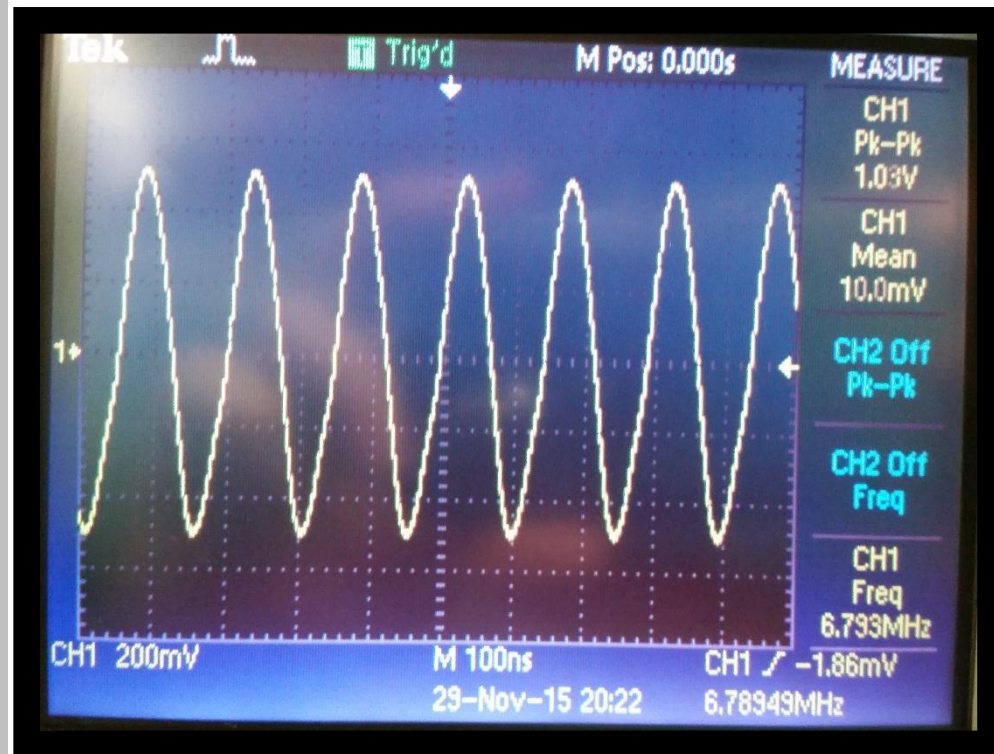 Tek
T Trig'd
M Pos: 0.000s
MEASURE
CH1
Pk-Pk
1.03V
CH1
Mean
10.0mV
1
CH2 Off
Pk-Pk
CH2 Off
Freq
CH1
Freq
6.793MHz
CH1 200mV
M 100ns
CH1 -1.86mV
29-Nov-15 20:22
6.78949MHz